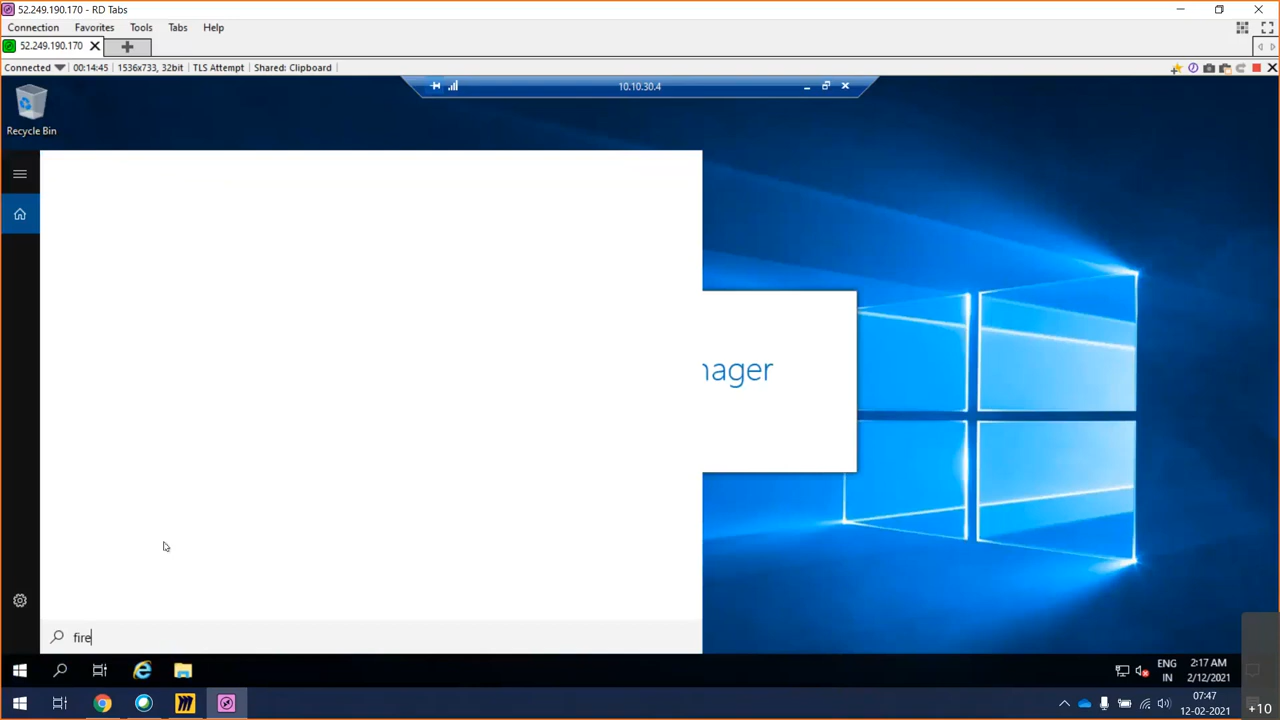 52.249.190.170 - RD Tabs
Connection Favorites Tools Tabs Help
52.249.190.170
Connected 00:14:45 1536x733, 32bit TLS Attempt Shared: Clipboard
10.10.30.4
Recycle Bin
nager
fire
ENG 2:17 AM
IN 2/12/2021
07:47
12-02-2021
+10